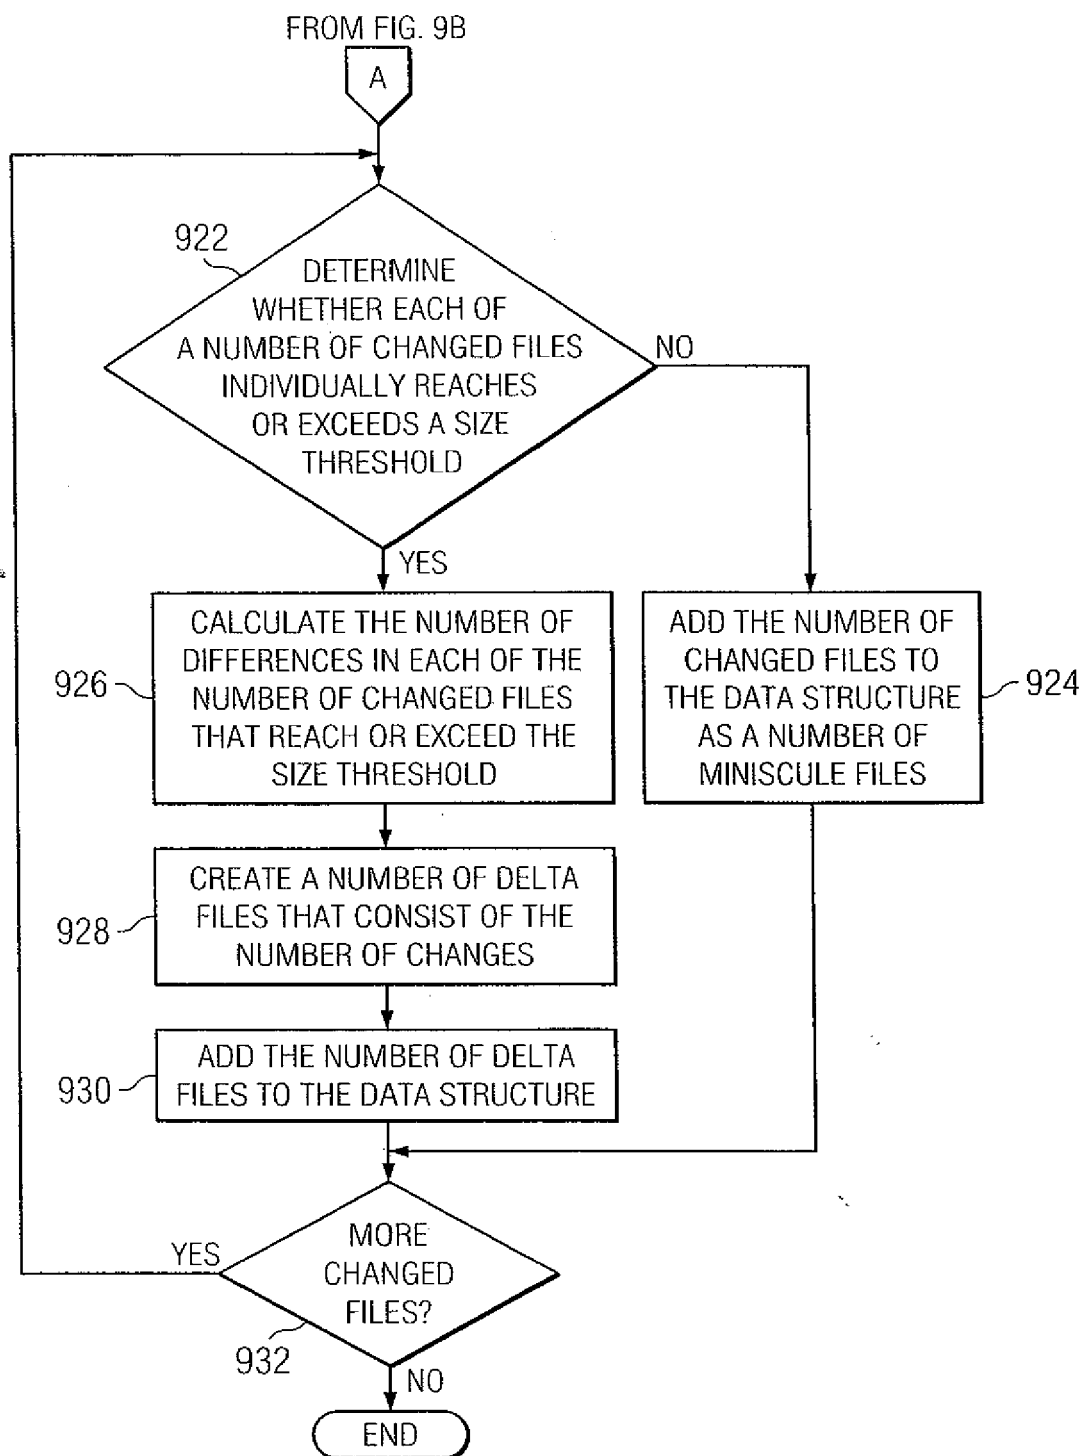 FROM FIG. 9B
A
922
DETERMINE
WHETHER EACH OF
A NUMBER OF CHANGED FILES
INDIVIDUALLY REACHES
OR EXCEEDS A SIZE
THRESHOLD
NO
YES
926
CALCULATE THE NUMBER OF
DIFFERENCES IN EACH OF THE
NUMBER OF CHANGED FILES
THAT REACH OR EXCEED THE
SIZE THRESHOLD
ADD THE NUMBER OF
CHANGED FILES TO
THE DATA STRUCTURE
AS A NUMBER OF
MINISCULE FILES
924
928
CREATE A NUMBER OF DELTA
FILES THAT CONSIST OF THE
NUMBER OF CHANGES
930
ADD THE NUMBER OF DELTA
FILES TO THE DATA STRUCTURE
YES
MORE
CHANGED
FILES?
932
NO
END